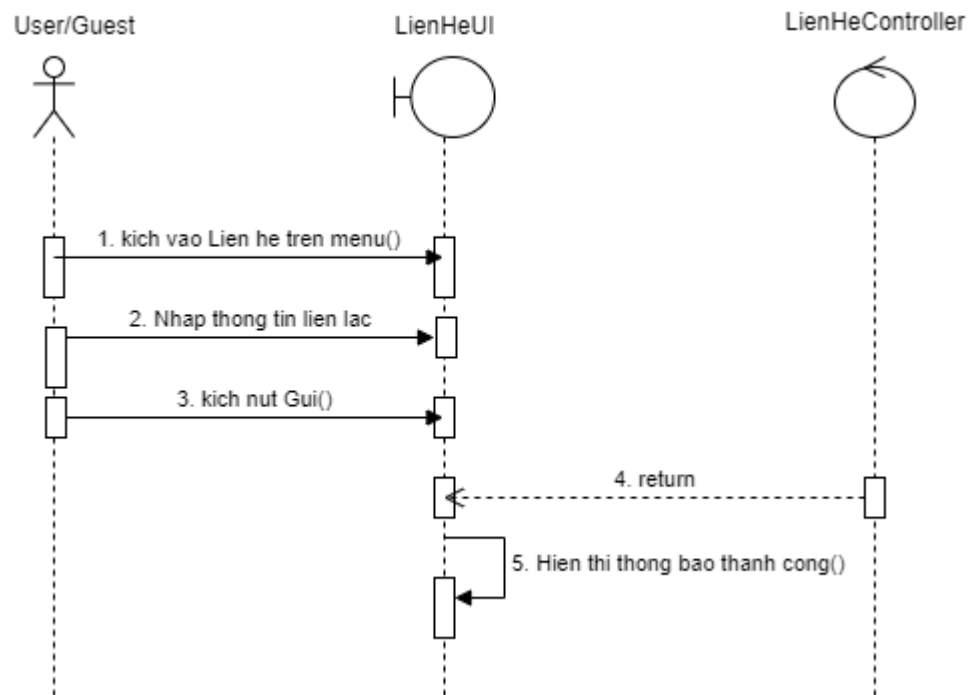 User/Guest
LienHeUI
LienHeController
1. kich vao Lien he tren menu()
2. Nhap thong tin lien lac
3. kich nut Gui()
4. return
5. Hien thi thong bao thanh cong()